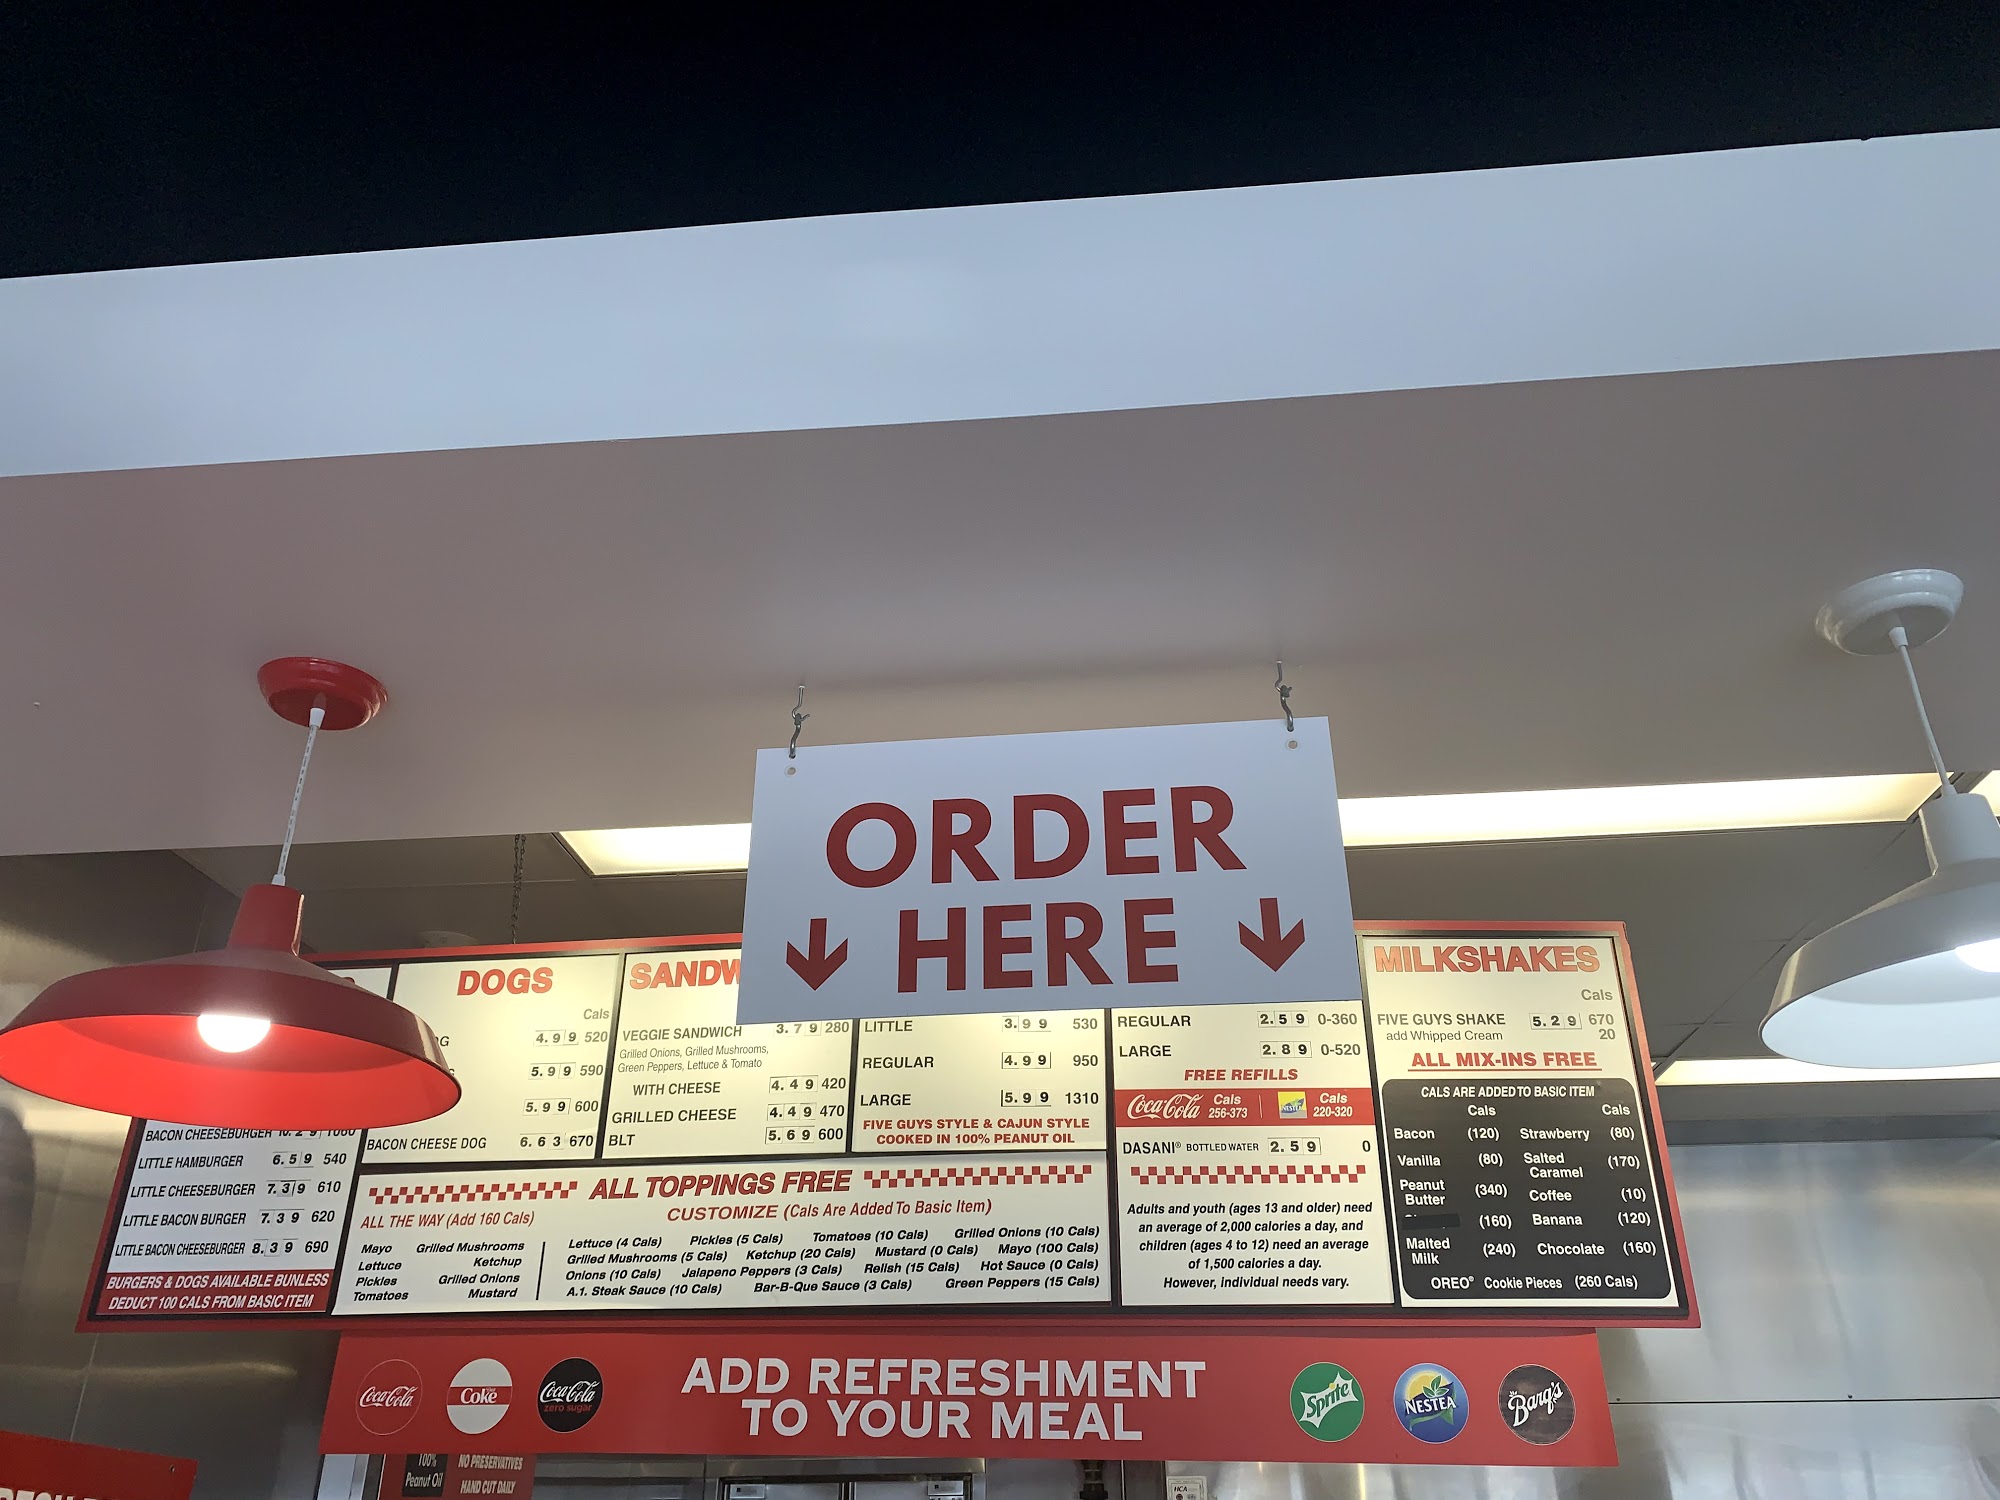 ORDER
HERE
BACON CHEESEBURGER 10.29 1060
LITTLE HAMBURGER 6.59 540
LITTLE CHEESEBURGER 7.39 610
LITTLE BACON BURGER 7.39 620
LITTLE BACON CHEESEBURGER 8.39 690
BURGERS & DOGS AVAILABLE BUNLESS
DEDUCT 100 CALS FROM BASIC ITEM
DOGS
Cals
4.99 520
5.99 590
5.99 600
BACON CHEESE DOG 6.63 670
SANDW
VEGGIE SANDWICH 3.79 280
Grilled Onions, Grilled Mushrooms,
Green Peppers, Lettuce & Tomato
WITH CHEESE 4.49 420
GRILLED CHEESE 4.49 470
BLT 5.69 600
LITTLE 3.99 530
REGULAR 4.99 950
LARGE 5.99 1310
FIVE GUYS STYLE & CAJUN STYLE
COOKED IN 100% PEANUT OIL
REGULAR 2.59 0-360
LARGE 2.89 0-520
FREE REFILLS
Coca-Cola Cals 256-373 NESTEA Cals 220-320
DASANI® BOTTLED WATER 2.59 0
Adults and youth (ages 13 and older) need
an average of 2,000 calories a day, and
children (ages 4 to 12) need an average
of 1,500 calories a day.
However, individual needs vary.
MILKSHAKES
Cals
FIVE GUYS SHAKE 5.29 670
add Whipped Cream 20
ALL MIX-INS FREE
CALS ARE ADDED TO BASIC ITEM
Cals Cals
Bacon (120) Strawberry (80)
Vanilla (80) Salted Caramel (170)
Peanut Butter (340) Coffee (10)
(160) Banana (120)
Malted Milk (240) Chocolate (160)
OREO® Cookie Pieces (260 Cals)
ALL TOPPINGS FREE
ALL THE WAY (Add 160 Cals)
Mayo Grilled Mushrooms
Lettuce Ketchup
Pickles Grilled Onions
Tomatoes Mustard
CUSTOMIZE (Cals Are Added To Basic Item)
Lettuce (4 Cals) Pickles (5 Cals) Tomatoes (10 Cals) Grilled Onions (10 Cals)
Grilled Mushrooms (5 Cals) Ketchup (20 Cals) Mustard (0 Cals) Mayo (100 Cals)
Onions (10 Cals) Jalapeno Peppers (3 Cals) Relish (15 Cals) Hot Sauce (0 Cals)
A.1. Steak Sauce (10 Cals) Bar-B-Que Sauce (3 Cals) Green Peppers (15 Cals)
Coca-Cola
Coke
Coca-Cola
zero sugar
ADD REFRESHMENT
TO YOUR MEAL
Sprite
NESTEA
Barq's
100%
Peanut Oil
NO PRESERVATIVES
HAND CUT DAILY
HCA